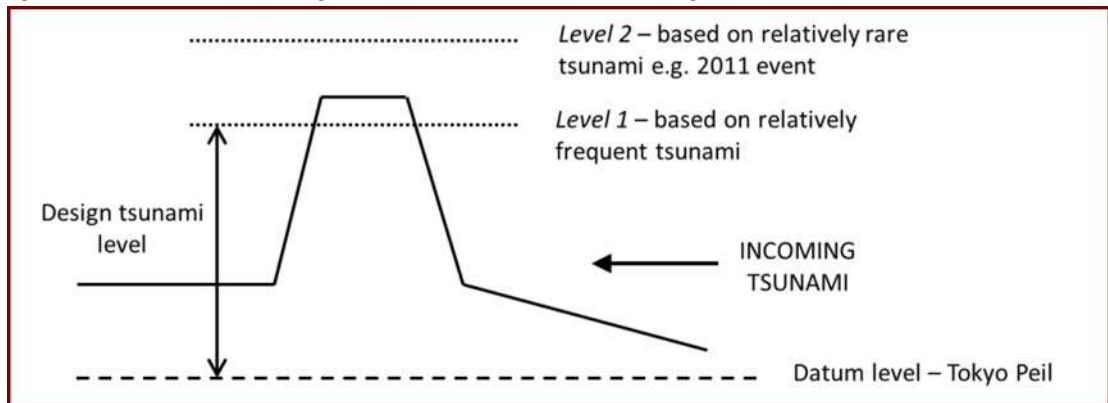 Level 2 – based on relatively rare
tsunami e.g. 2011 event
Level 1 – based on relatively
frequent tsunami
Design tsunami
level
INCOMING
TSUNAMI
Datum level – Tokyo Peil